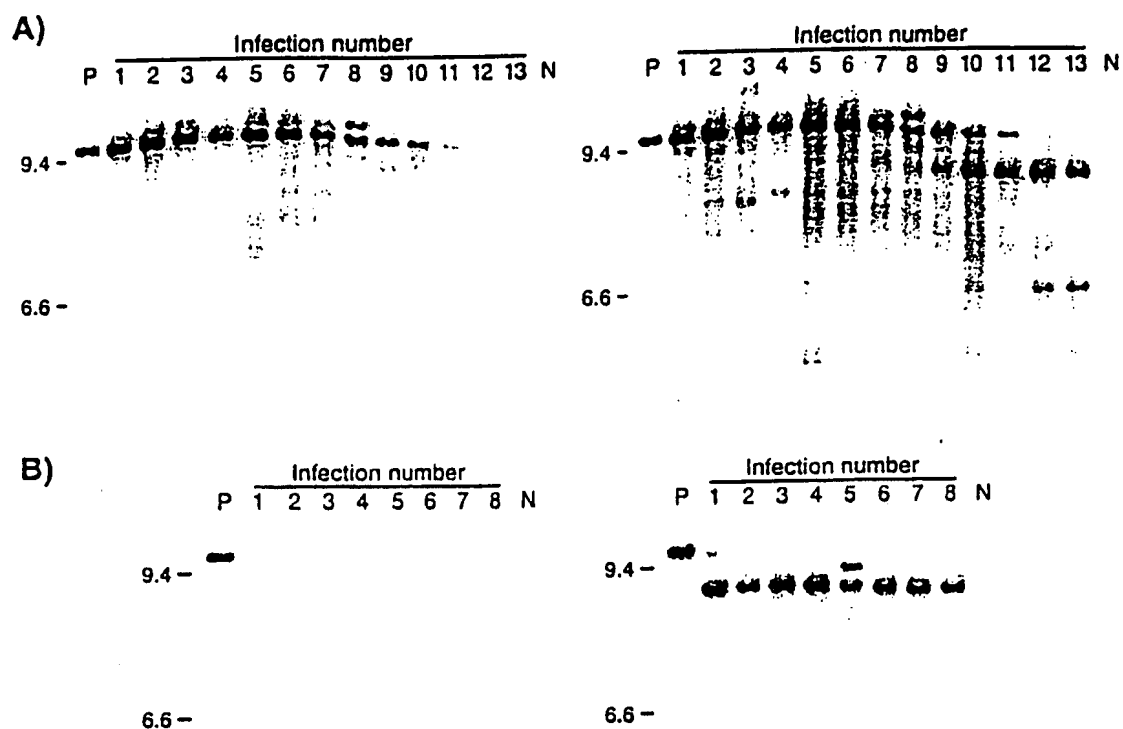 A)
Infection number
P 1 2 3 4 5 6 7 8 9 10 11 12 13 N
9.4 –
6.6 –
Infection number
P 1 2 3 4 5 6 7 8 9 10 11 12 13 N
9.4 –
6.6 –
B)
Infection number
P 1 2 3 4 5 6 7 8 N
9.4 –
6.6 –
Infection number
P 1 2 3 4 5 6 7 8 N
9.4 –
6.6 –